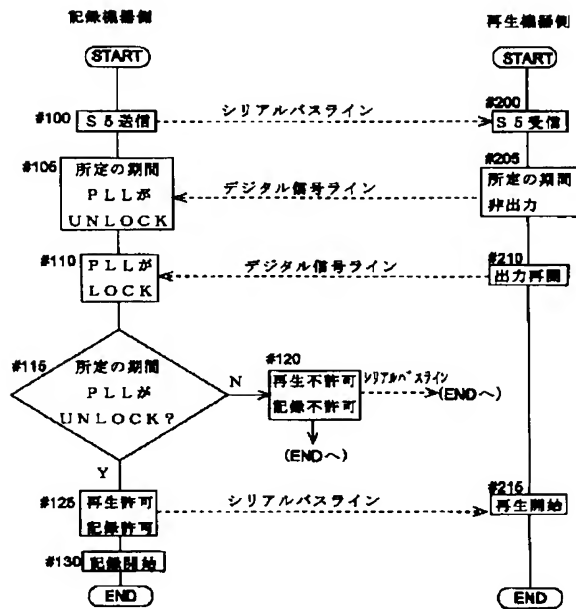 記録機器側
再生機器側
START
START
#100
Sδ送信
シリアルバスライン
#200
Sδ受信
#105
所定の期間
PLLが
UNLOCK
デジタル信号ライン
#205
所定の期間
非出力
#110
PLLが
LOCK
デジタル信号ライン
#210
出力再開
#115
所定の期間
PLLが
UNLOCK?
N
#120
再生不許可
記録不許可
シリアルバスライン
(ENDへ)
(ENDへ)
Y
#125
再生許可
記録許可
シリアルバスライン
#215
再生開始
#130
記録開始
END
END